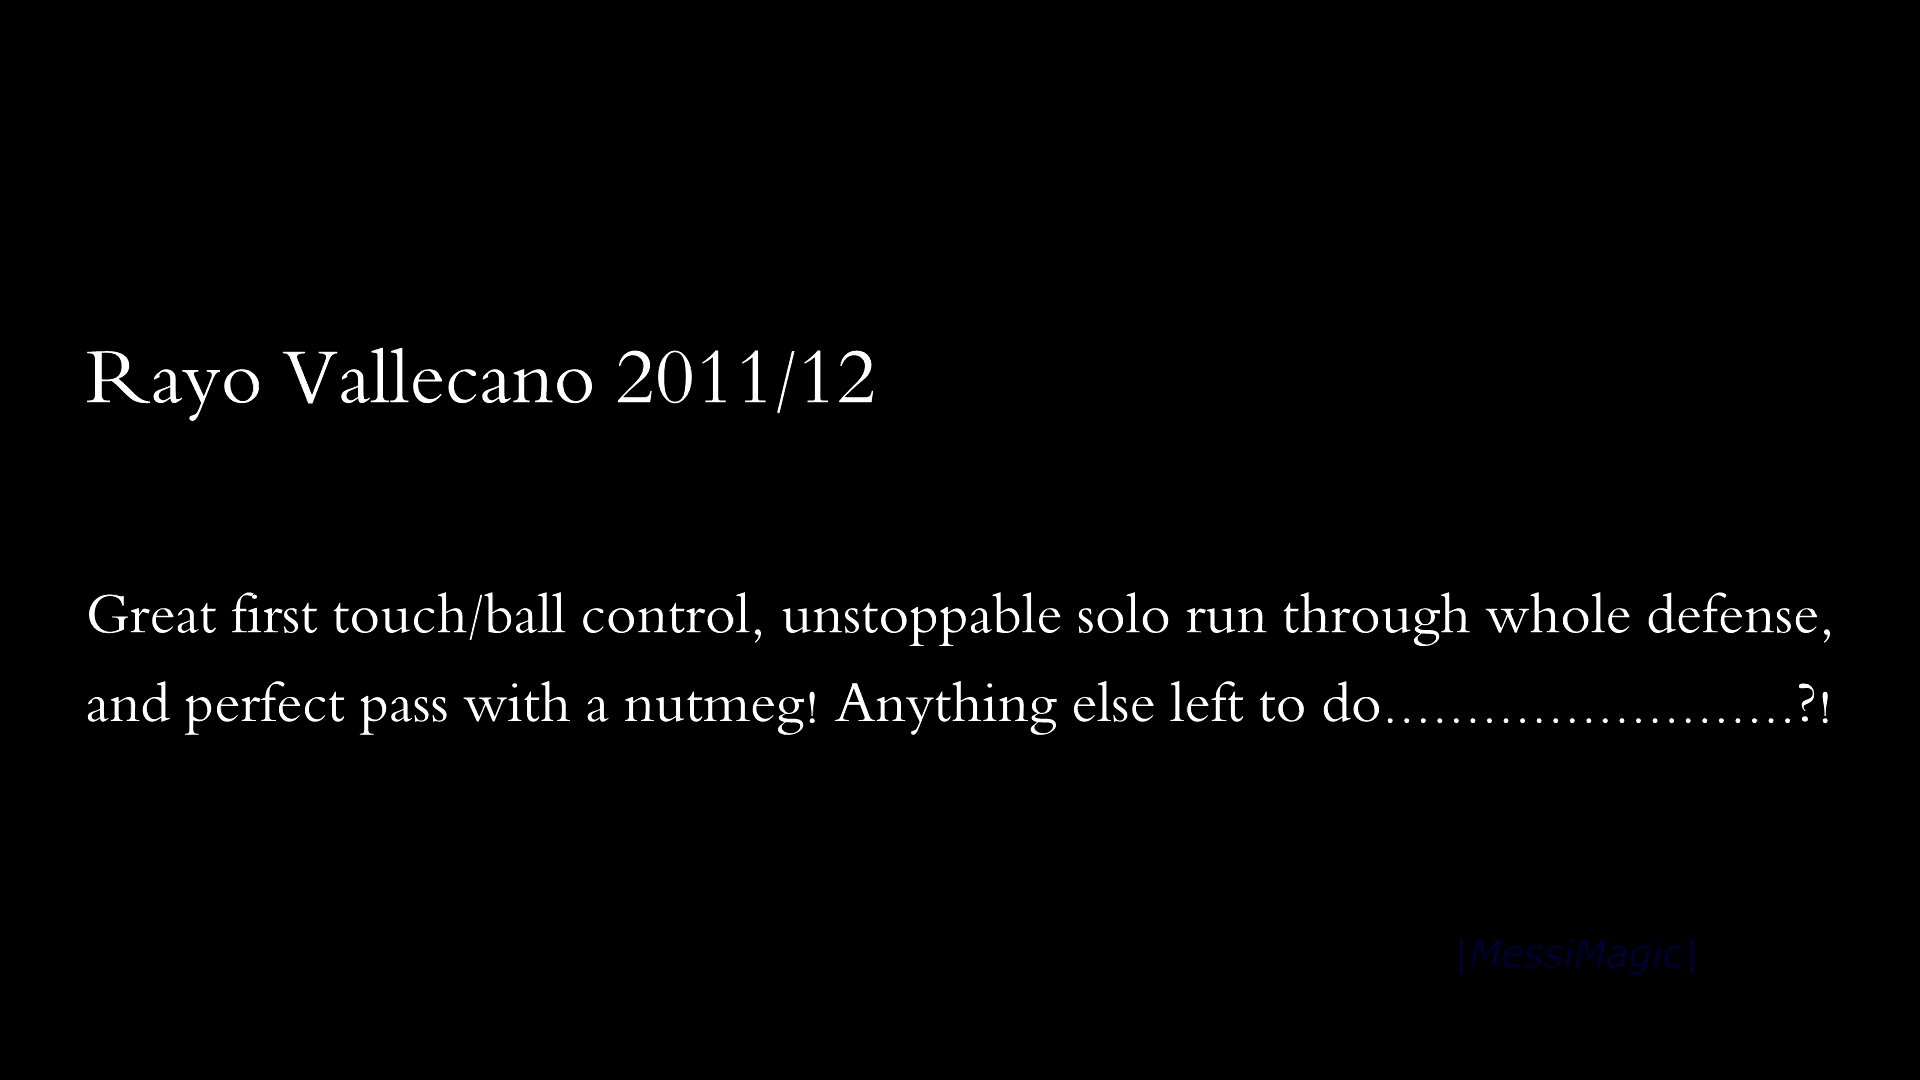 Rayo Vallecano 2011/12
Great first touch/ball control, unstoppable solo run through whole defense,
and perfect pass with a nutmeg! Anything else left to do.........................?!
|MessiMagic|